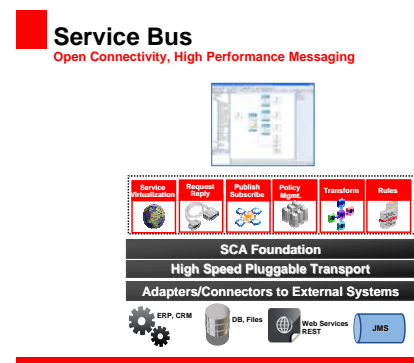 Service Bus
Open Connectivity, High Performance Messaging
Service Virtualization
Request Reply
Publish Subscribe
Policy Mgmt.
Transform
Rules
SCA Foundation
High Speed Pluggable Transport
Adapters/Connectors to External Systems
ERP, CRM
DB, Files
Web Services REST
JMS